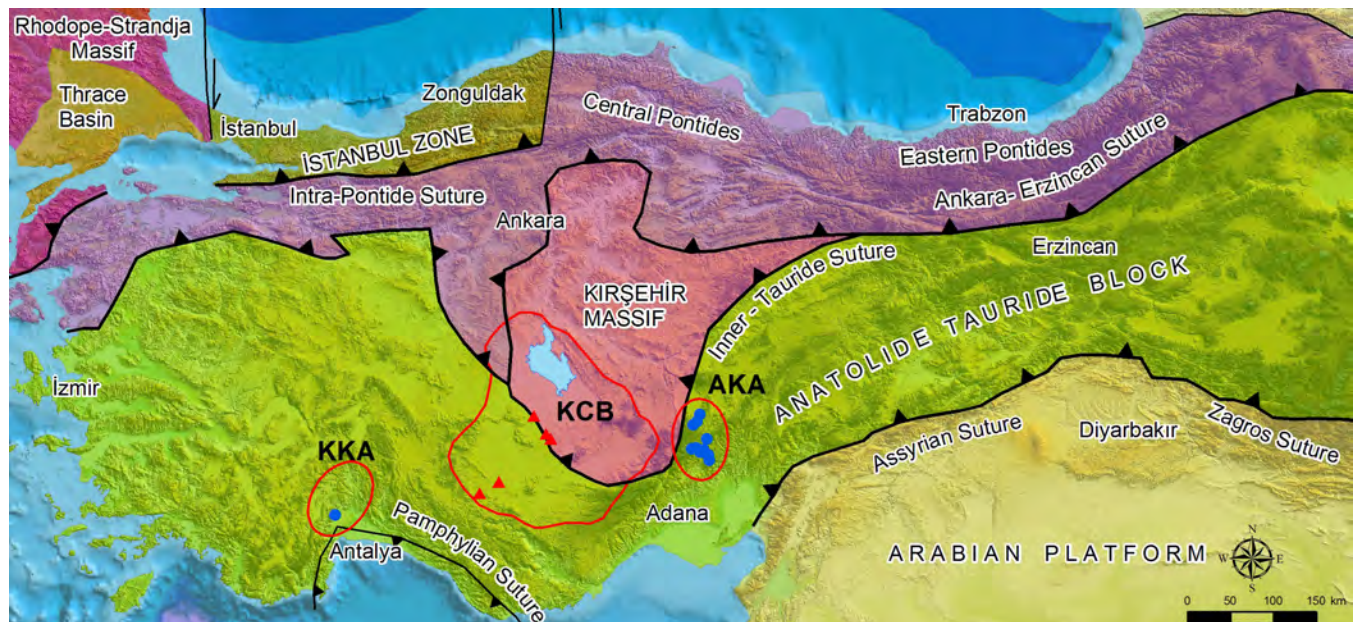 Rhodope-Strandja
Massif
Thrace
Basin
İstanbul
Zonguldak
İSTANBUL ZONE
Central Pontides
Trabzon
Eastern Pontides
Intra-Pontide Suture
Ankara- Erzincan Suture
Ankara
Erzincan
KIRŞEHİR
MASSIF
Inner - Tauride Suture
ANATOLIDE TAURIDE BLOCK
İzmir
AKA
KCB
KKA
Assyrian Suture
Diyarbakır
Zagros Suture
Adana
Antalya
Pamphylian Suture
ARABIAN PLATFORM
N
W
E
S
0 50 100 150 km